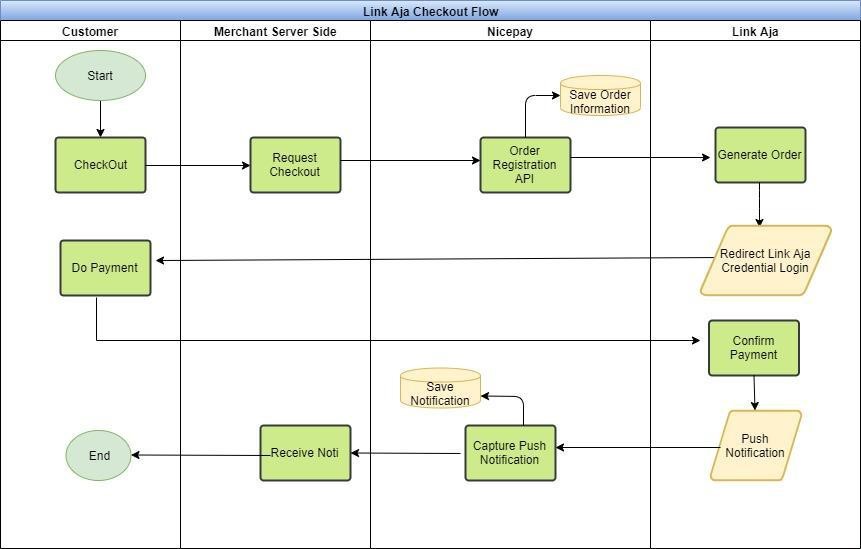 Link Aja Checkout Flow
Customer
Merchant Server Side
Nicepay
Link Aja
Start
Save Order
Information
CheckOut
Request
Checkout
Order
Registration
API
Generate Order
Do Payment
Redirect Link Aja
Credential Login
Confirm
Payment
Save
Notification
End
Receive Noti
Capture Push
Notification
Push
Notification